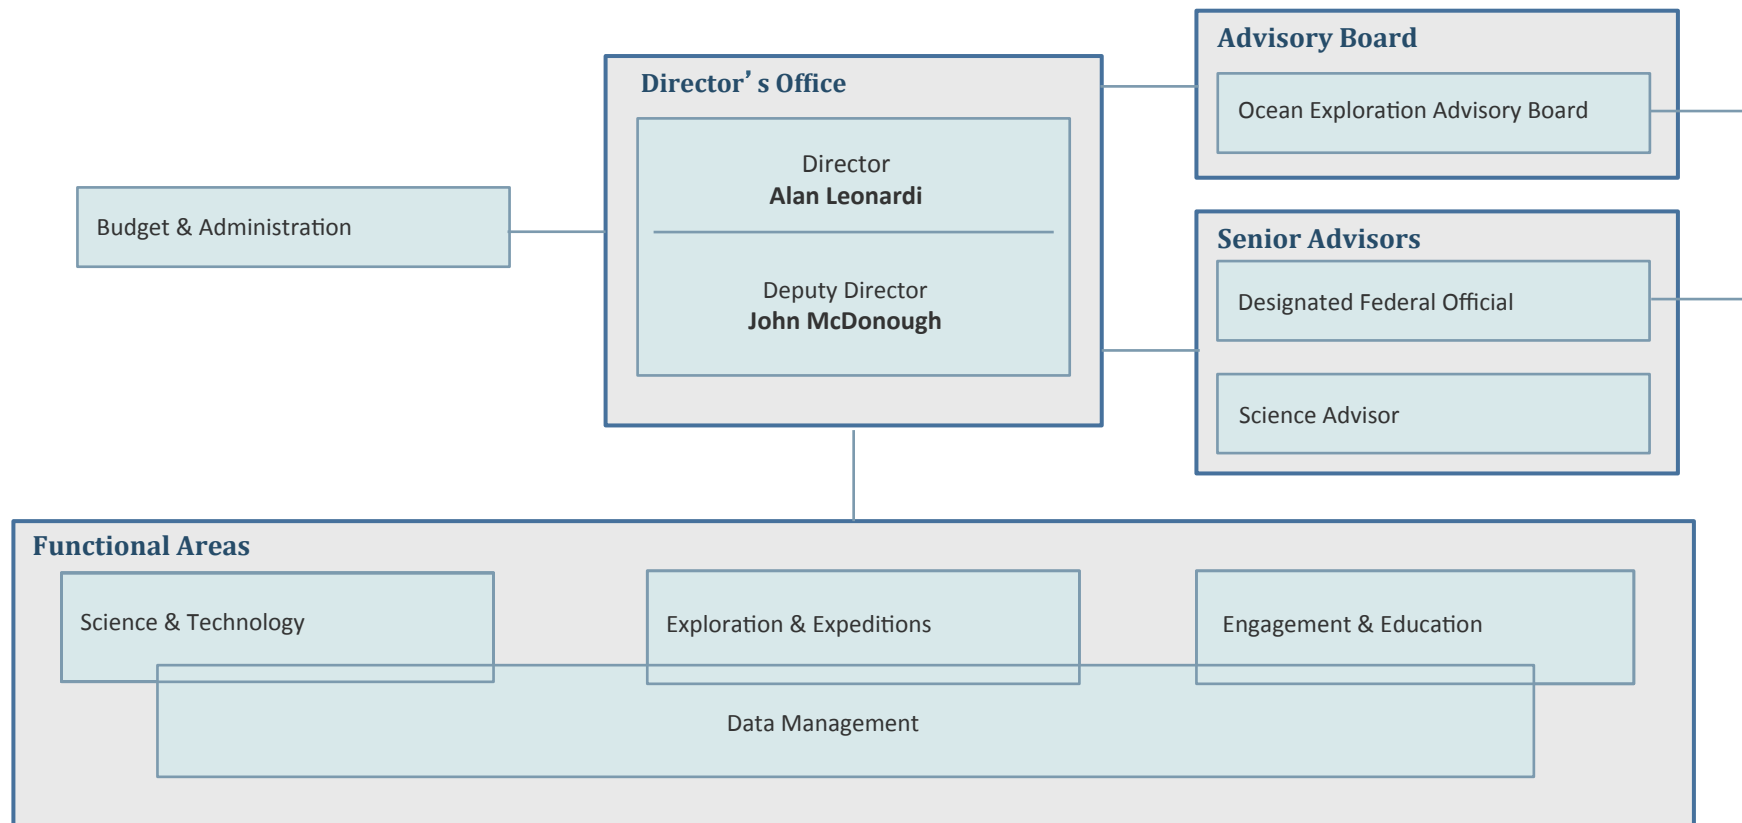 Advisory Board
Ocean Exploration Advisory Board
Director’s Office
Director
Alan Leonardi
Deputy Director
John McDonough
Budget & Administration
Senior Advisors
Designated Federal Official
Science Advisor
Functional Areas
Science & Technology
Exploration & Expeditions
Engagement & Education
Data Management